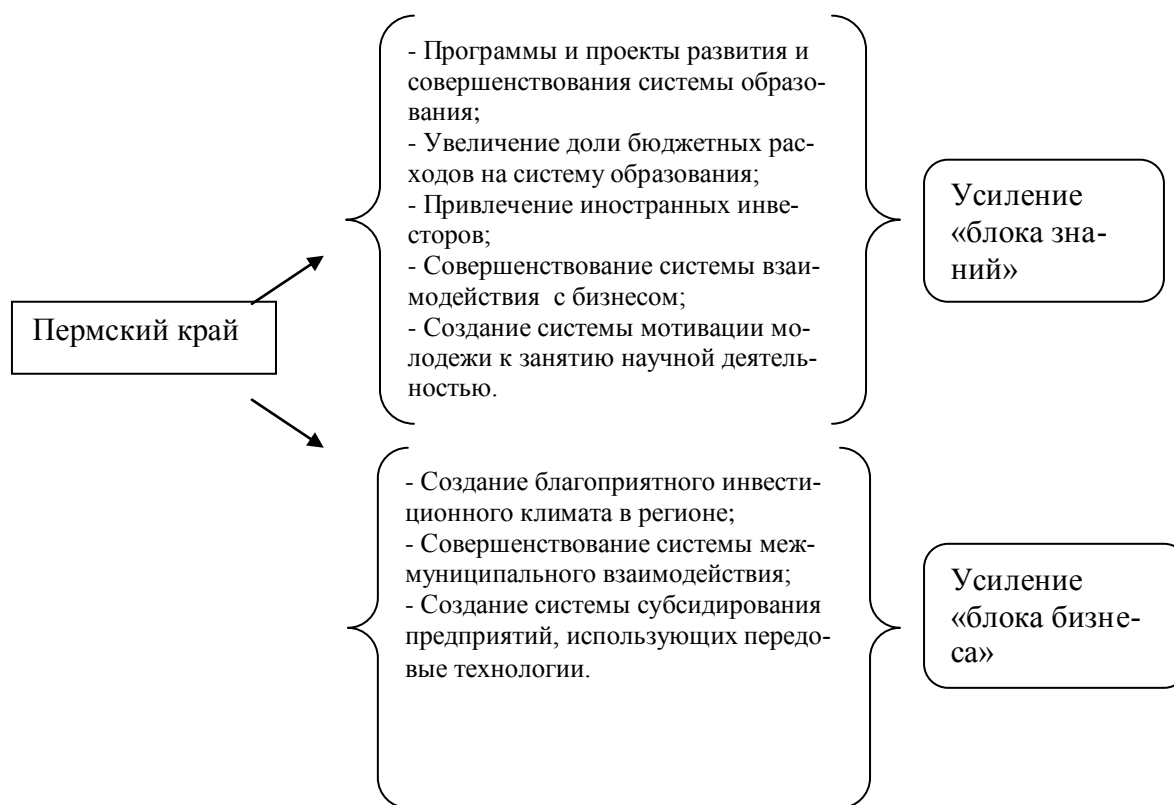 Пермский край
- Программы и проекты развития и
совершенствования системы образо-
вания;
- Увеличение доли бюджетных рас-
ходов на систему образования;
- Привлечение иностранных инве-
сторов;
- Совершенствование системы взаи-
модействия  с бизнесом;
- Создание системы мотивации мо-
лодежи к занятию научной деятель-
ностью.
Усиление
«блока зна-
ний»
- Создание благоприятного инвести-
ционного климата в регионе;
- Совершенствование системы меж-
муниципального взаимодействия;
- Создание системы субсидирования
предприятий, использующих передо-
вые технологии.
Усиление
«блока бизне-
са»